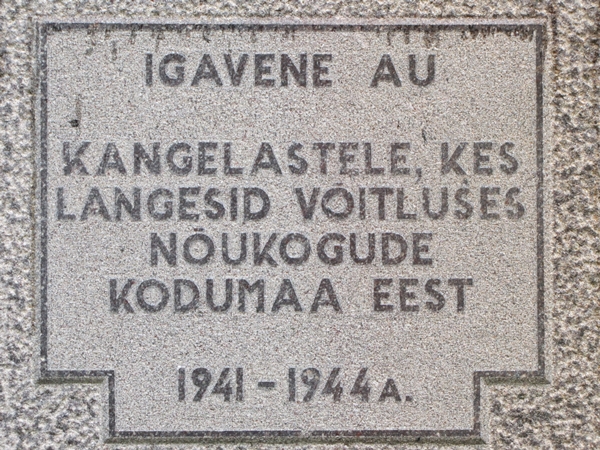 IGAVENE AU
KANGELASTELE, KES
LANGESID VÕITLUSES
NÕUKOGUDE
KODUMAA EEST
1941-1944 A.